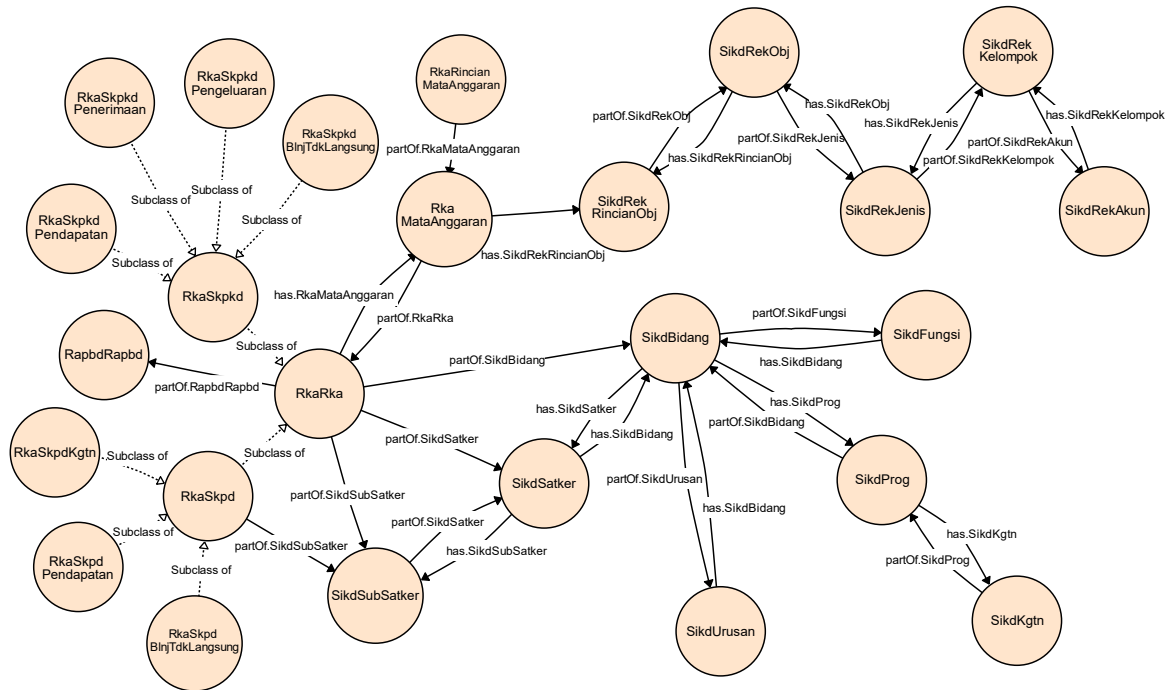 SikdRekObj
SikdRek
Kelompok
RkaSkpkd
Penerimaan
RkaSkpkd
Pengeluaran
RkaRincian
MataAnggaran
RkaSkpkd
BlnjTdkLangsung
partOf.SikdRekObj
has.SikdRekObj
has.SikdRekJenis
has.SikdRekKelompok
partOf.SikdRekJenis
partOf.SikdRekAkun
partOf.RkaMataAnggaran
has.SikdRekRincianObj
partOf.SikdRekKelompok
Subclass of
Subclass of
Subclass of
RkaSkpkd
Pendapatan
Rka
MataAnggaran
SikdRek
RincianObj
SikdRekJenis
SikdRekAkun
Subclass of
has.SikdRekRincianObj
RkaSkpkd
has.RkaMataAnggaran
partOf.RkaRka
partOf.SikdFungsi
Subclass of
SikdBidang
SikdFungsi
RapbdRapbd
partOf.SikdBidang
has.SikdBidang
partOf.RapbdRapbd
RkaRka
has.SikdProg
has.SikdSatker
partOf.SikdBidang
has.SikdBidang
partOf.SikdSatker
RkaSkpdKgtn
Subclass of
Subclass of
RkaSkpd
SikdSatker
partOf.SikdUrusan
SikdProg
partOf.SikdSubSatker
has.SikdBidang
partOf.SikdSatker
Subclass of
partOf.SikdSubSatker
has.SikdSubSatker
has.SikdKgtn
partOf.SikdProg
RkaSkpd
Pendapatan
Subclass of
SikdSubSatker
SikdUrusan
SikdKgtn
RkaSkpd
BlnjTdkLangsung